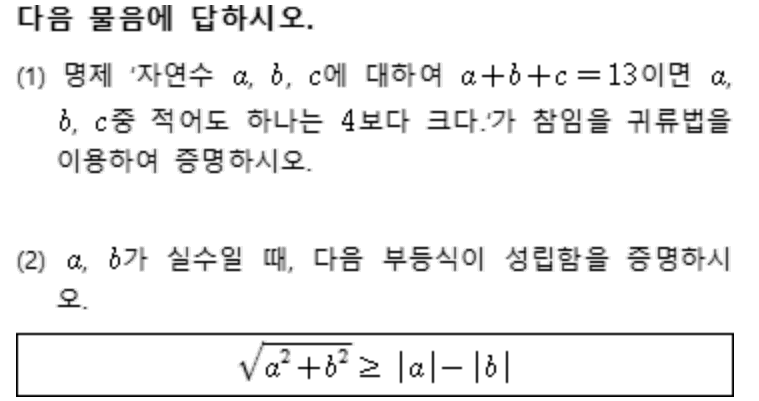 다음 물음에 답하시오.
(1) 명제 '자연수 a, b, c에 대하여 a+b+c=13이면 a,
b, c중 적어도 하나는 4보다 크다.'가 참임을 귀류법을
이용하여 증명하시오.
(2) a, b가 실수일 때, 다음 부등식이 성립함을 증명하시
오.
√(a²+b²) ≥ |a|-|b|